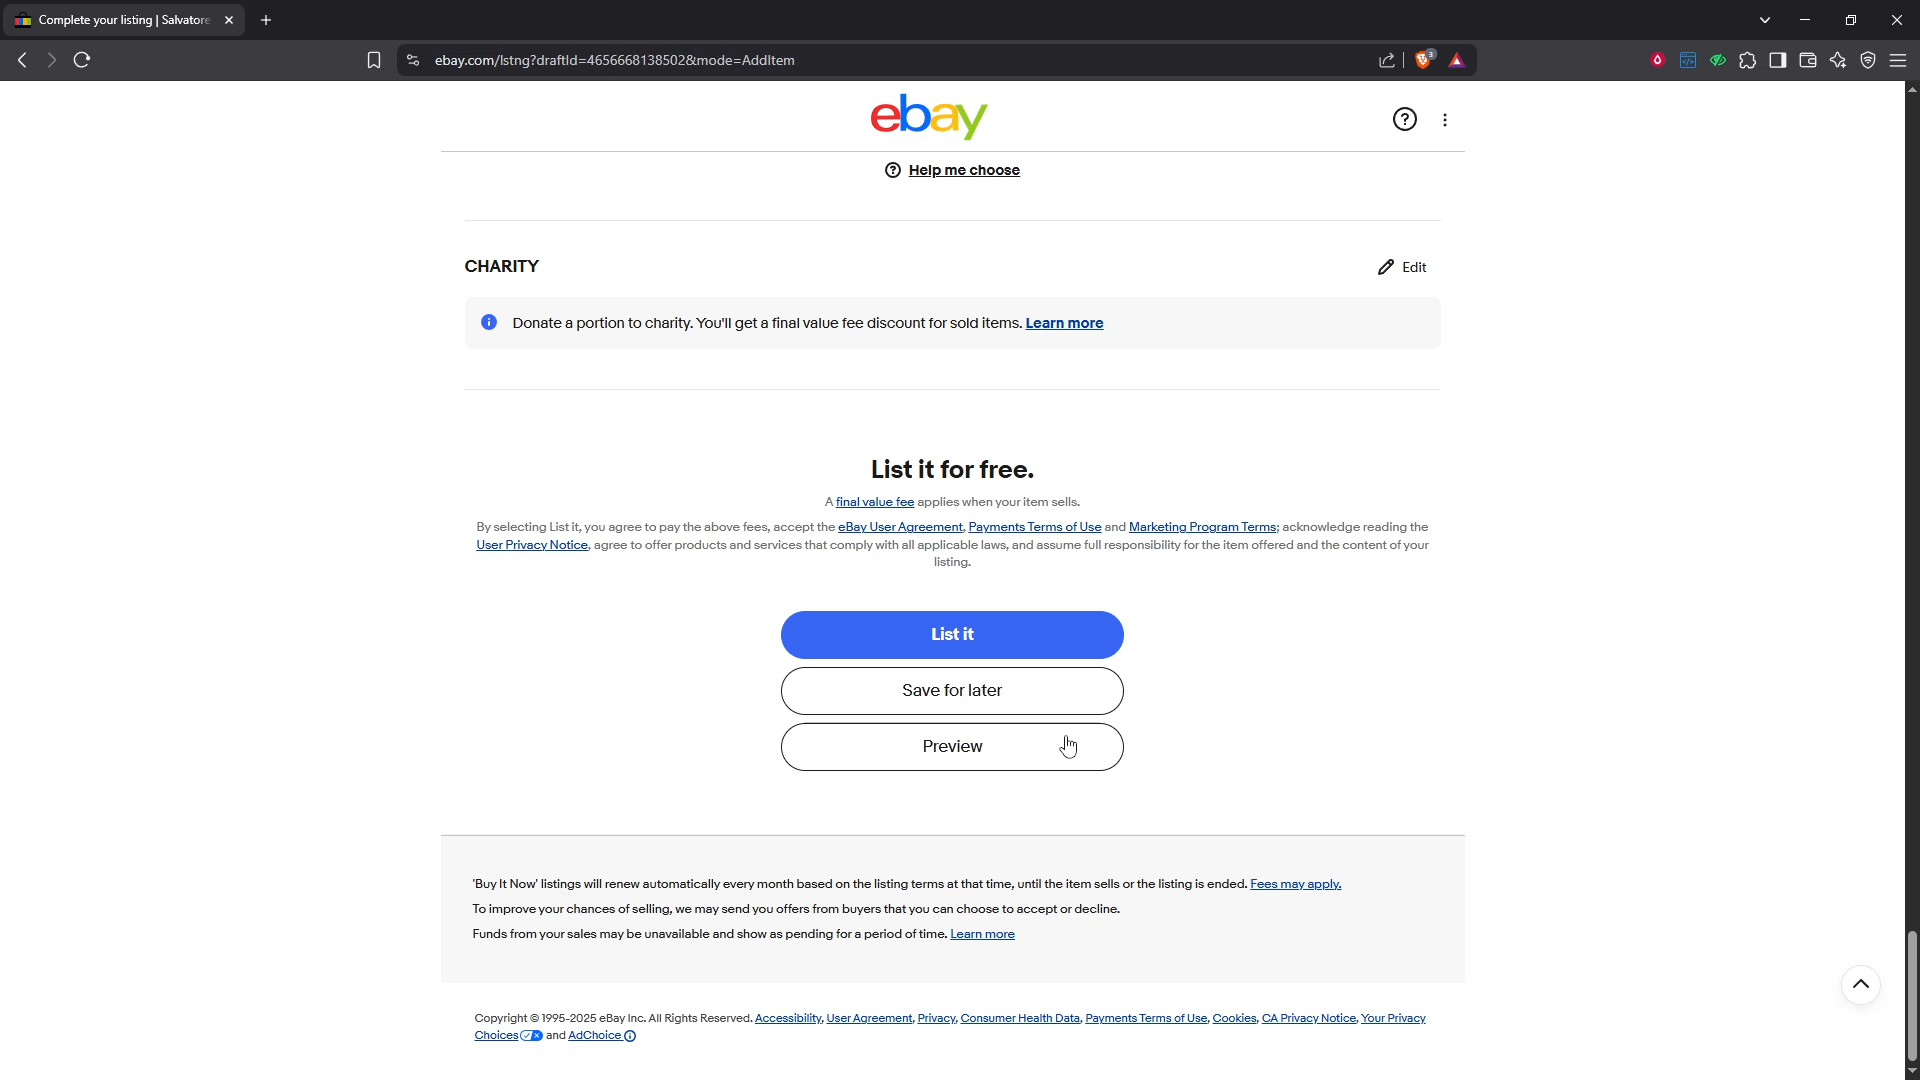 Complete your listing | Salvatore
ebay.com/lstng?draftId=4656668138502&mode=AddItem
3
ebay
Help me choose
CHARITY
Edit
Donate a portion to charity. You'll get a final value fee discount for sold items. Learn more
List it for free.
A final value fee applies when your item sells.
By selecting List it, you agree to pay the above fees, accept the eBay User Agreement, Payments Terms of Use and Marketing Program Terms; acknowledge reading the
User Privacy Notice, agree to offer products and services that comply with all applicable laws, and assume full responsibility for the item offered and the content of your
listing.
List it
Save for later
Preview
'Buy It Now' listings will renew automatically every month based on the listing terms at that time, until the item sells or the listing is ended. Fees may apply.
To improve your chances of selling, we may send you offers from buyers that you can choose to accept or decline.
Funds from your sales may be unavailable and show as pending for a period of time. Learn more
Copyright © 1995-2025 eBay Inc. All Rights Reserved. Accessibility, User Agreement, Privacy, Consumer Health Data, Payments Terms of Use, Cookies, CA Privacy Notice, Your Privacy
Choices and AdChoice